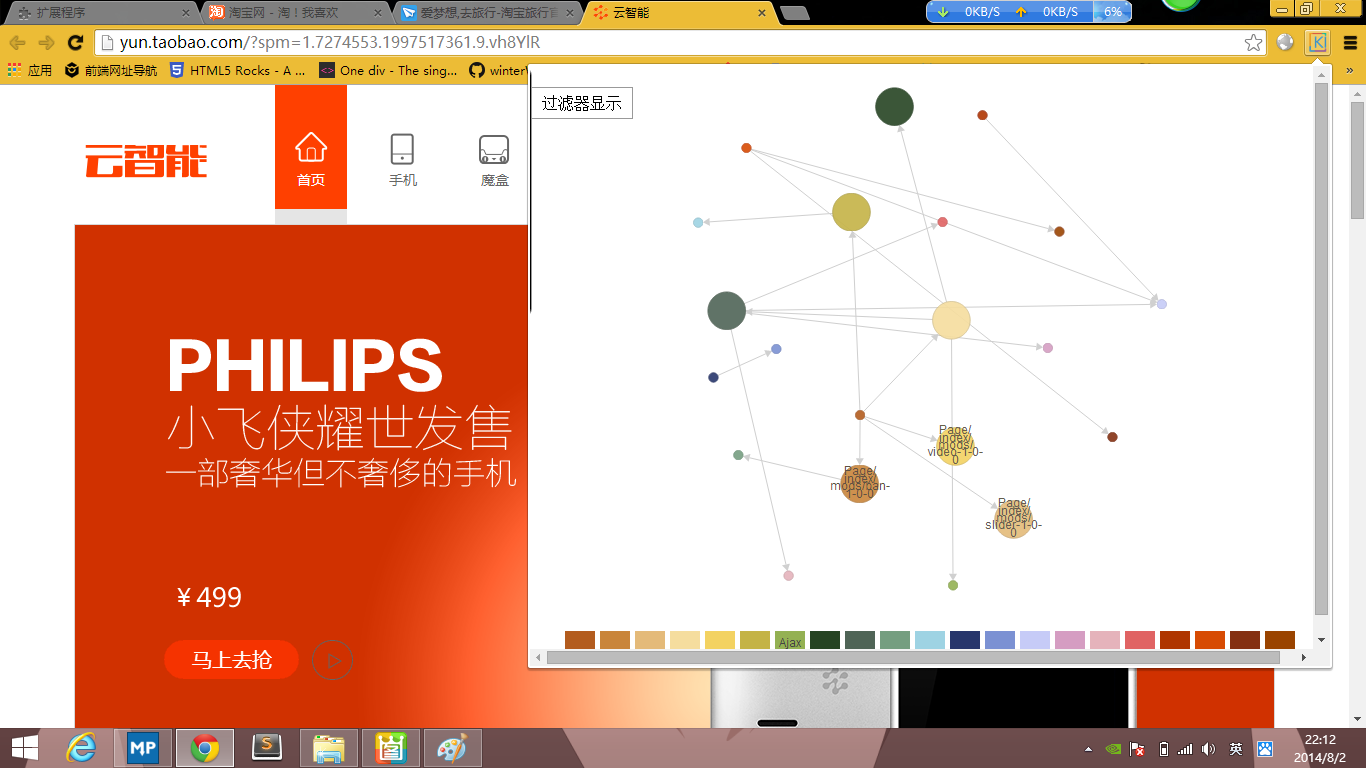 扩展程序
淘宝网 - 淘！我喜欢
爱梦想,去旅行-淘宝旅行官
云智能
0KB/S
0KB/S
6%
yun.taobao.com/?spm=1.7274553.1997517361.9.vh8YlR
应用
前端网址导航
HTML5 Rocks - A ...
One div - The sing...
winter
»
过滤器显示
云智能
首页
手机
魔盒
PHILIPS
小飞侠耀世发售
一部奢华但不奢侈的手机
¥499
马上去抢
Page/
index/
mods/
video-1-0-
0
Page/
index/
mods/
-1-0-0
Page/
index/
mods/
slider-1-0-
0
Ajax
MP
S
英
22:12
2014/8/2